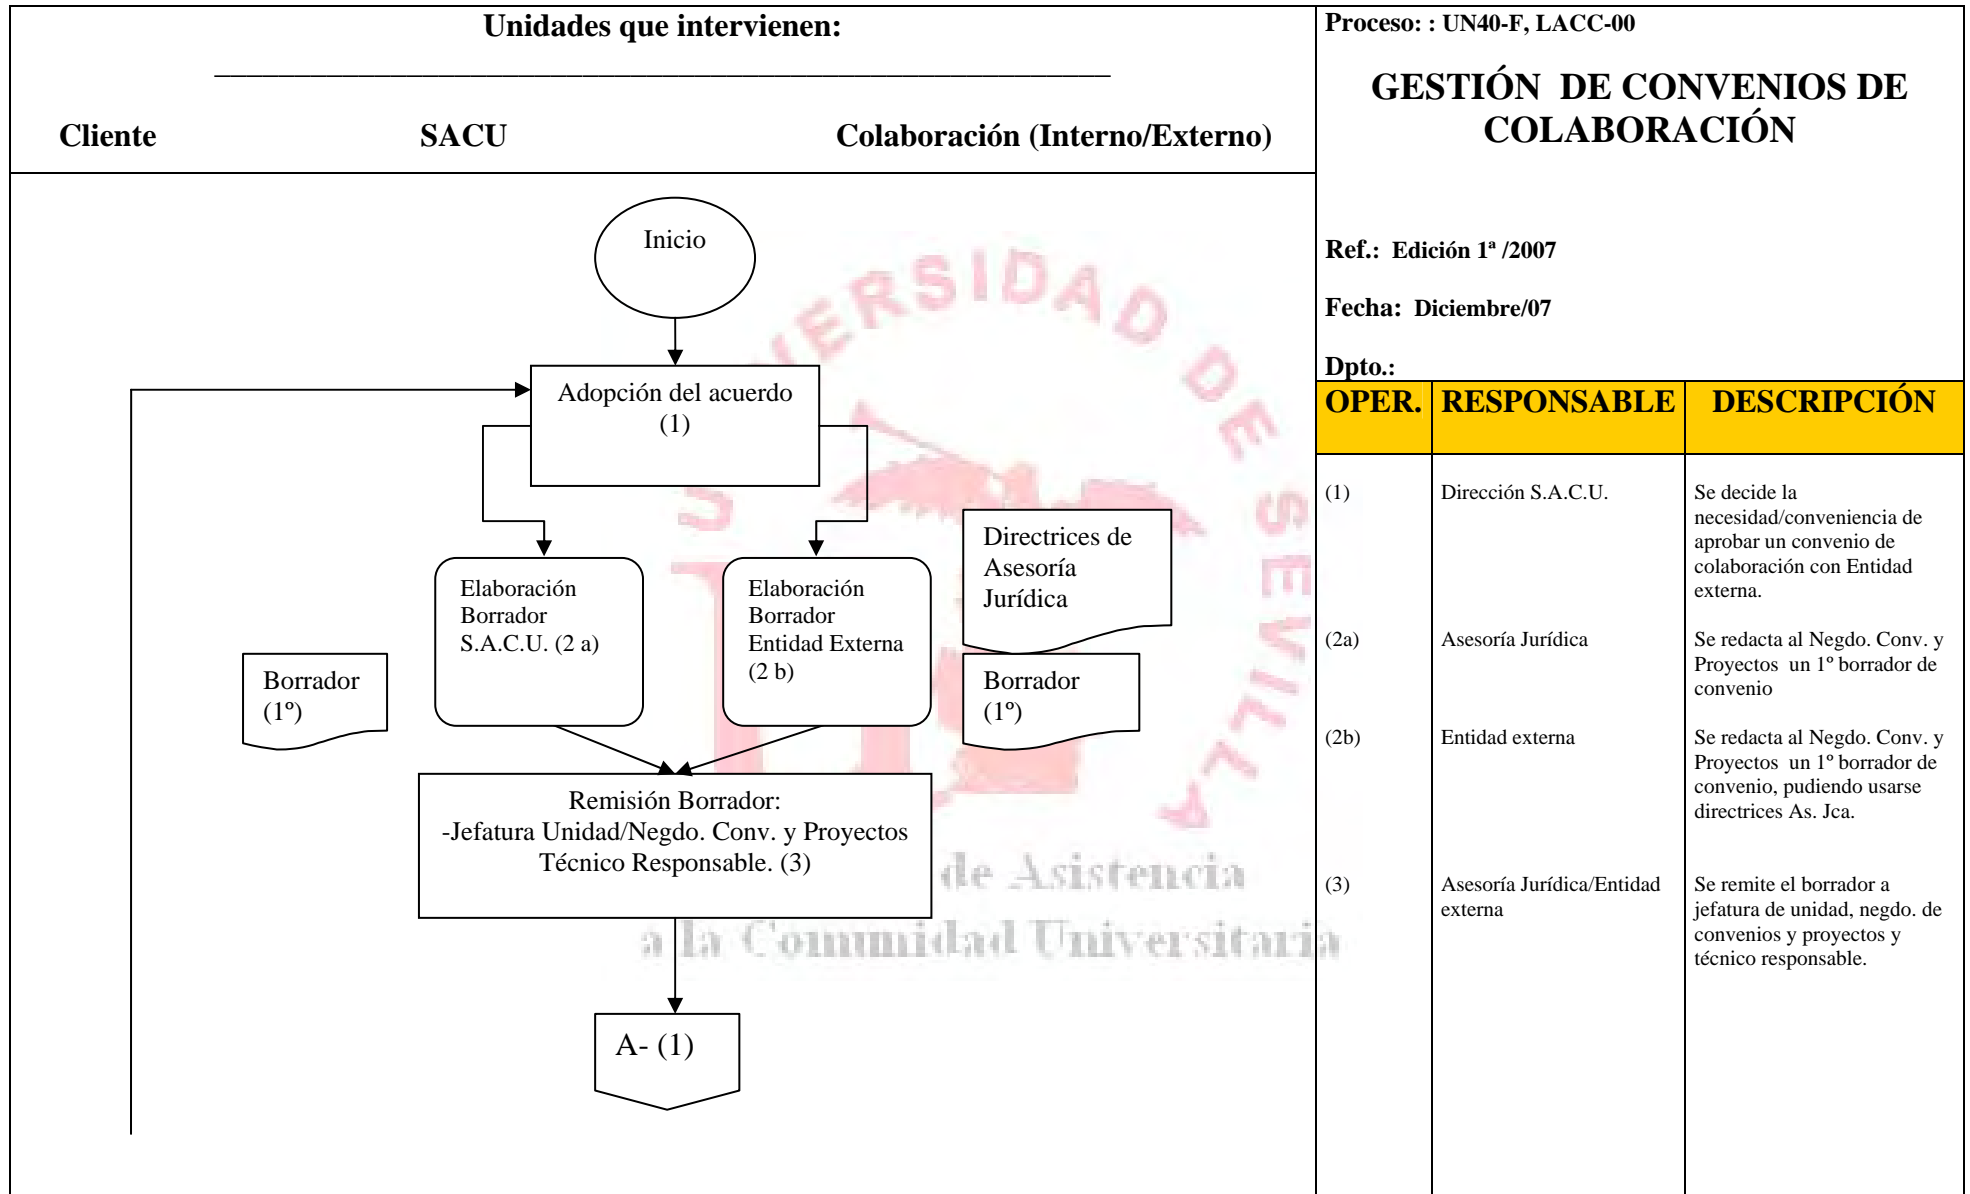 Unidades que intervienen:
Cliente SACU Colaboración (Interno/Externo)
Proceso: : UN40-F, LACC-00
GESTIÓN DE CONVENIOS DE
COLABORACIÓN
Ref.: Edición 1ª /2007
Fecha: Diciembre/07
Dpto.:
OPER. RESPONSABLE DESCRIPCIÓN
Inicio
Adopción del acuerdo
(1)
Elaboración
Borrador
S.A.C.U. (2 a)
Elaboración
Borrador
Entidad Externa
(2 b)
Directrices de
Asesoría
Jurídica
Borrador
(1º)
Borrador
(1º)
Remisión Borrador:
-Jefatura Unidad/Negdo. Conv. y Proyectos
Técnico Responsable. (3)
A- (1)
(1) Dirección S.A.C.U. Se decide la
necesidad/conveniencia de
aprobar un convenio de
colaboración con Entidad
externa.
(2a) Asesoría Jurídica Se redacta al Negdo. Conv. y
Proyectos un 1º borrador de
convenio
(2b) Entidad externa Se redacta al Negdo. Conv. y
Proyectos un 1º borrador de
convenio, pudiendo usarse
directrices As. Jca.
(3) Asesoría Jurídica/Entidad Se remite el borrador a
externa jefatura de unidad, negdo. de
convenios y proyectos y
técnico responsable.
DE SEVILLA
de Asistencia
a la Comunidad Universitaria